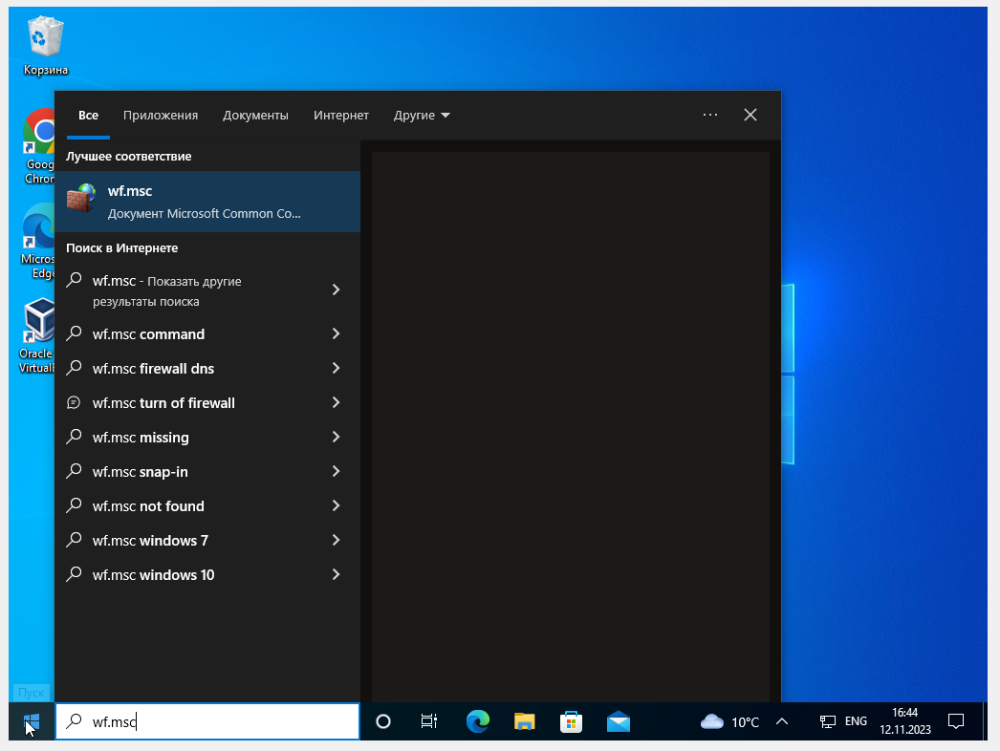 Корзина
Все Приложения Документы Интернет Другие
Goog
Chron
Лучшее соответствие
wf.msc
Документ Microsoft Common Co...
Micros
Edge
Поиск в Интернете
wf.msc - Показать другие
результаты поиска
wf.msc command
Oracle
Virtual
wf.msc firewall dns
wf.msc turn of firewall
wf.msc missing
wf.msc snap-in
wf.msc not found
wf.msc windows 7
wf.msc windows 10
Пуск
wf.msc
10°C
ENG
16:44
12.11.2023